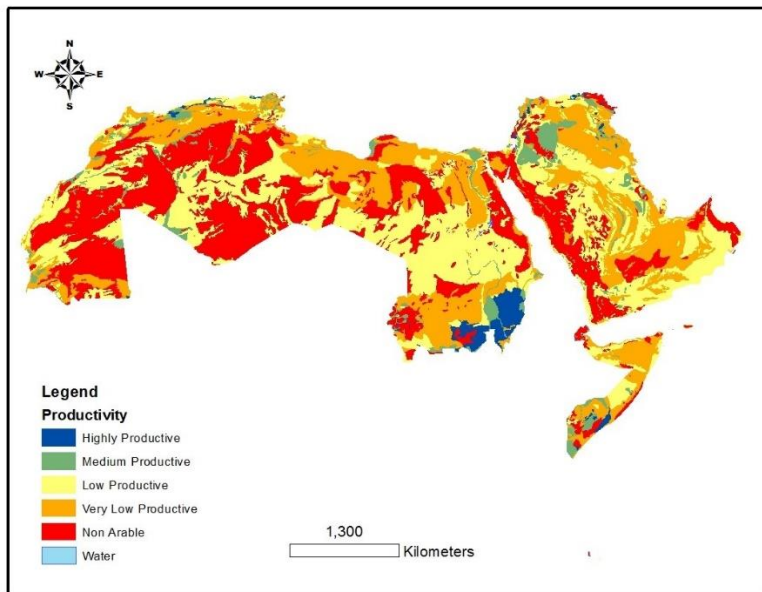 N
W E
S
Legend
Productivity
Highly Productive
Medium Productive
Low Productive
Very Low Productive
Non Arable
Water
1,300
Kilometers